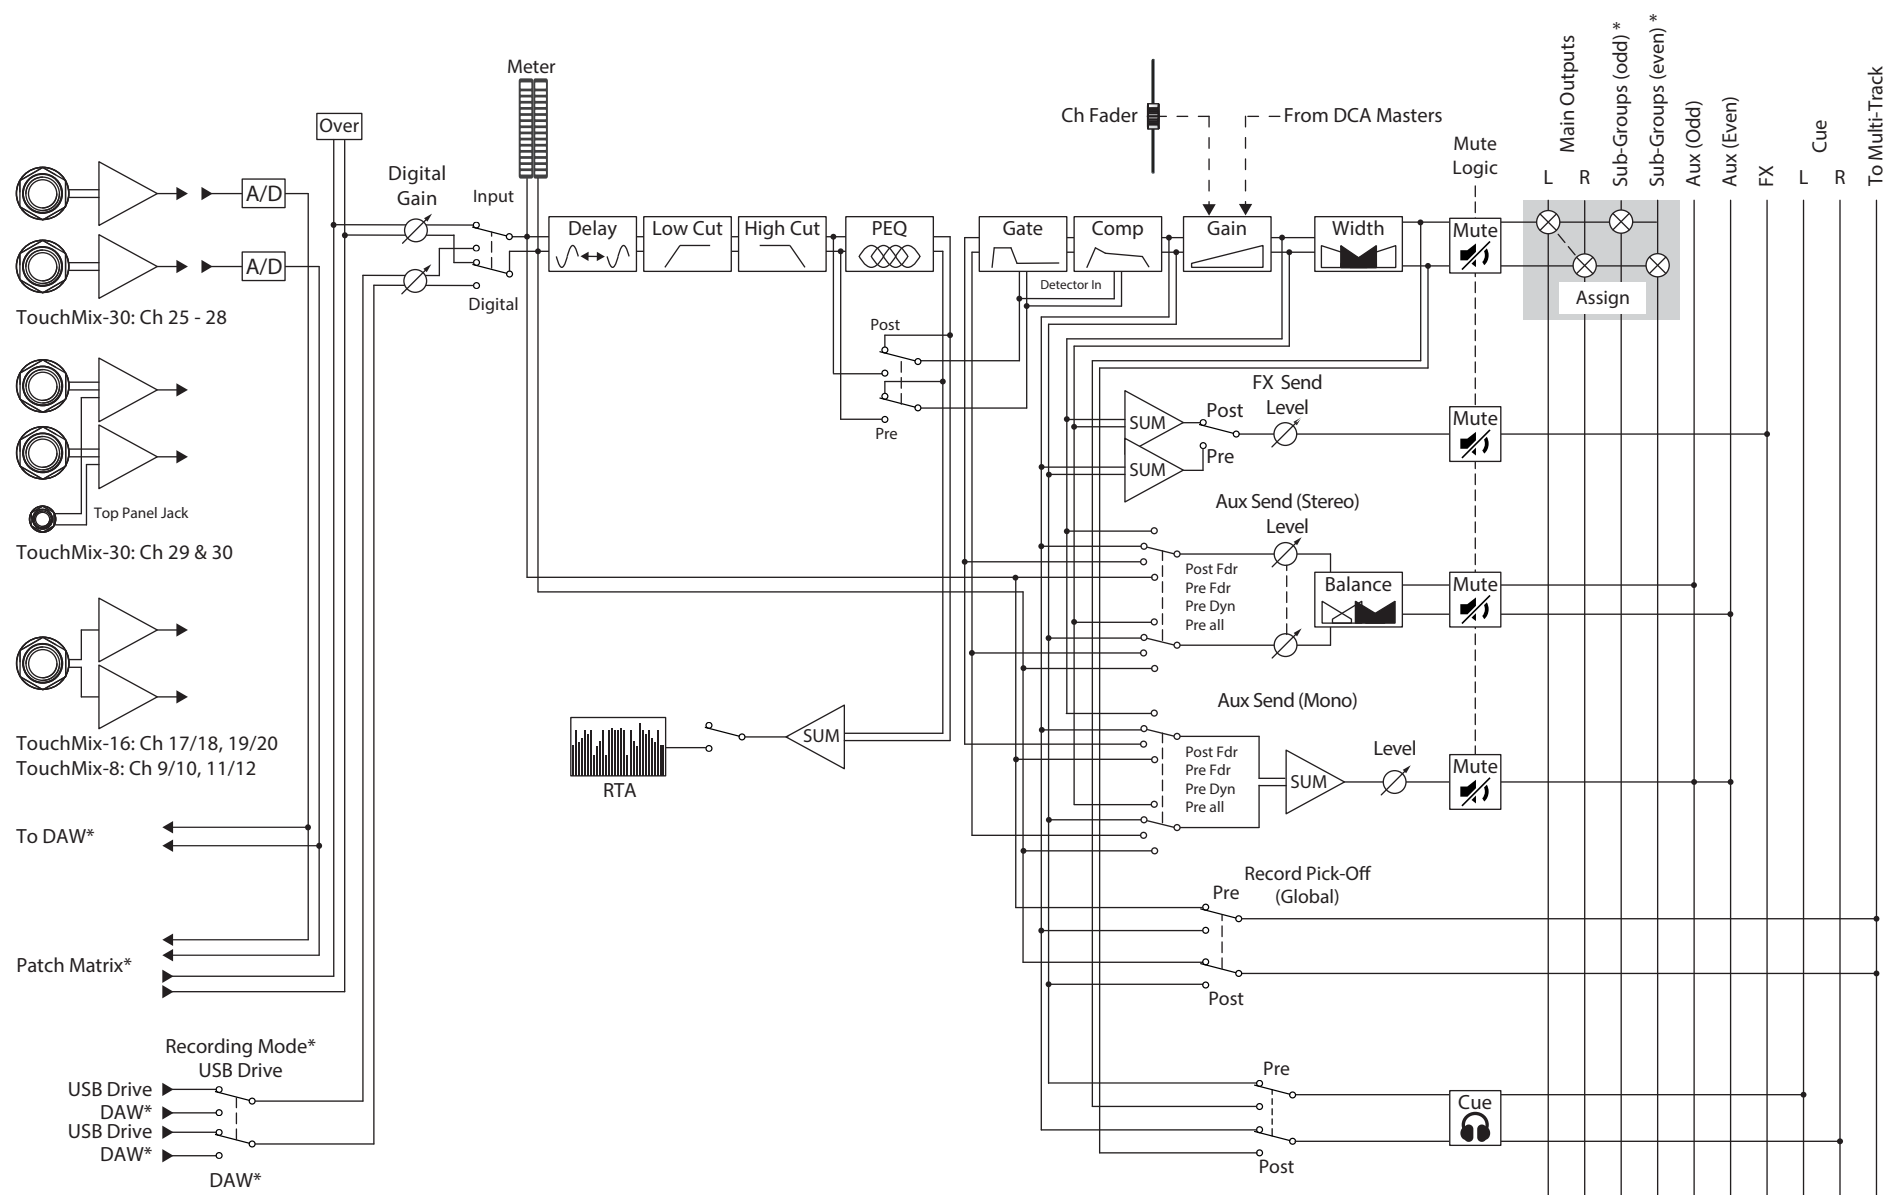 Meter
Over
Digital
Gain
Input
Digital
A/D
A/D
TouchMix-30: Ch 25 - 28
Top Panel Jack
TouchMix-30: Ch 29 & 30
TouchMix-16: Ch 17/18, 19/20
TouchMix-8: Ch 9/10, 11/12
To DAW*
Patch Matrix*
Recording Mode*
USB Drive
USB Drive
DAW*
USB Drive
DAW*
DAW*
Delay
Low Cut
High Cut
PEQ
Post
Pre
SUM
RTA
Gate
Comp
Detector In
Ch Fader
From DCA Masters
Gain
Width
Mute
Logic
Mute
Main Outputs
L
R
Sub-Groups (odd) *
Sub-Groups (even) *
Aux (Odd)
Aux (Even)
FX
Cue
L
R
To Multi-Track
Assign
FX Send
Level
SUM
SUM
Post
Pre
Mute
Aux Send (Stereo)
Level
Post Fdr
Pre Fdr
Pre Dyn
Pre all
Balance
Mute
Aux Send (Mono)
Post Fdr
Pre Fdr
Pre Dyn
Pre all
SUM
Level
Mute
Record Pick-Off
(Global)
Pre
Post
Pre
Post
Cue